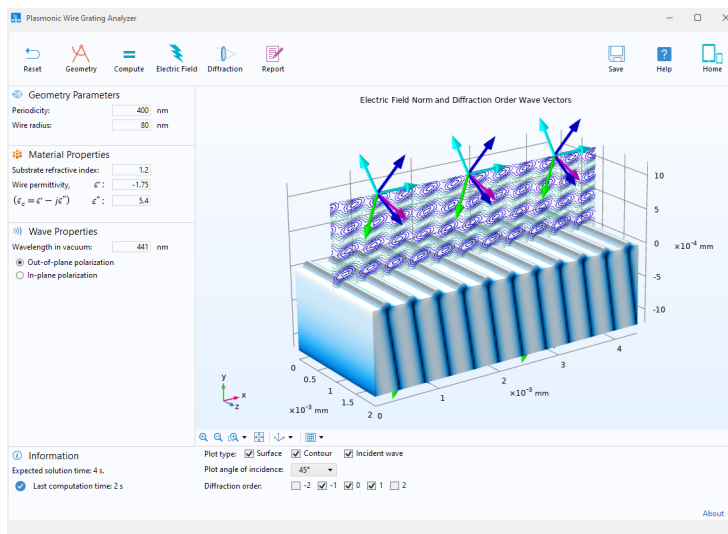 Plasmonic Wire Grating Analyzer
Reset Geometry Compute Electric Field Diffraction Report Save Help Home
Geometry Parameters
Periodicity: 400 nm
Wire radius: 80 nm
Material Properties
Substrate refractive index: 1.2
Wire permittivity, ε': -1.75
(ε_c = ε' − jε'') ε'': 5.4
Wave Properties
Wavelength in vacuum: 441 nm
Out-of-plane polarization
In-plane polarization
Electric Field Norm and Diffraction Order Wave Vectors
10
5
0 ×10⁻⁴ mm
-5
-10
0
0.5
1
1.5
2
×10⁻³ mm
0
1
2
3
4
×10⁻³ mm
y
x
z
Information
Expected solution time: 4 s.
Last computation time: 2 s
Plot type: Surface Contour Incident wave
Plot angle of incidence: 45°
Diffraction order: -2 -1 0 1 2
About